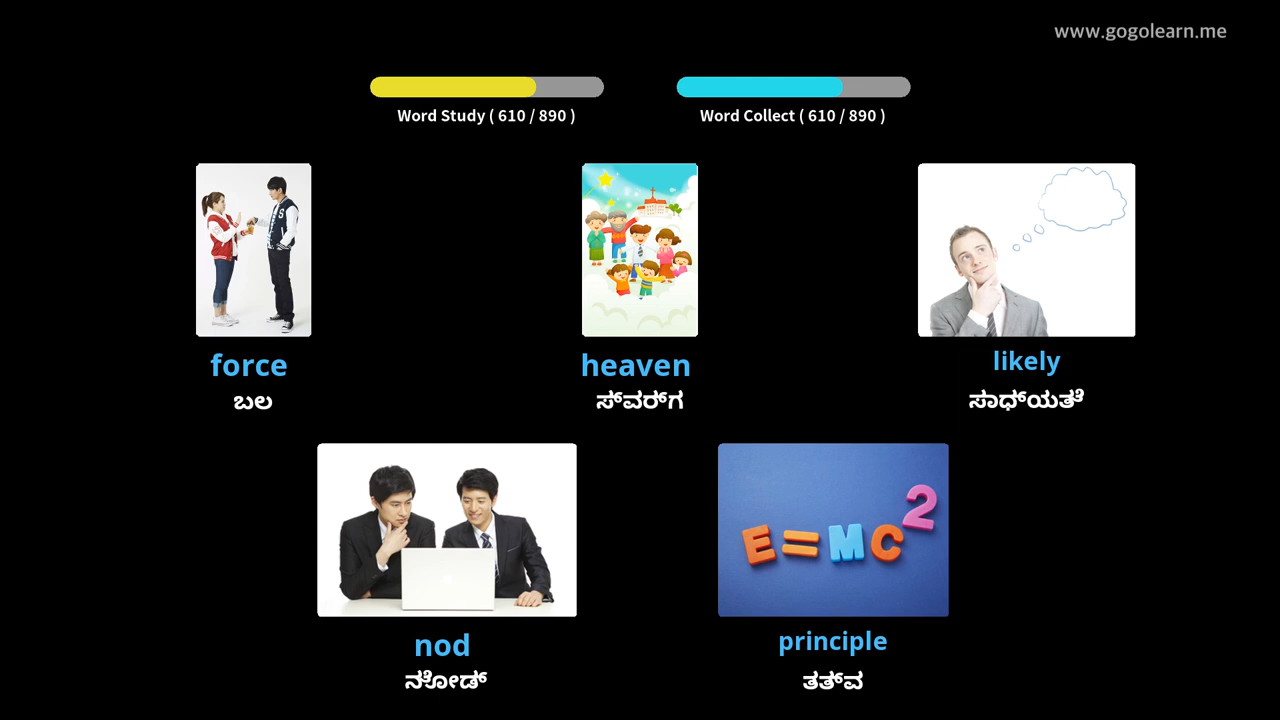 www.gogolearn.me
Word Study ( 610 / 890 )
Word Collect ( 610 / 890 )
force
ಬಲ
heaven
ಸ್ವರ್ಗ
likely
ಸಾಧ್ಯತೆ
E=MC2
nod
ನೋಡ್
principle
ತತ್ವ